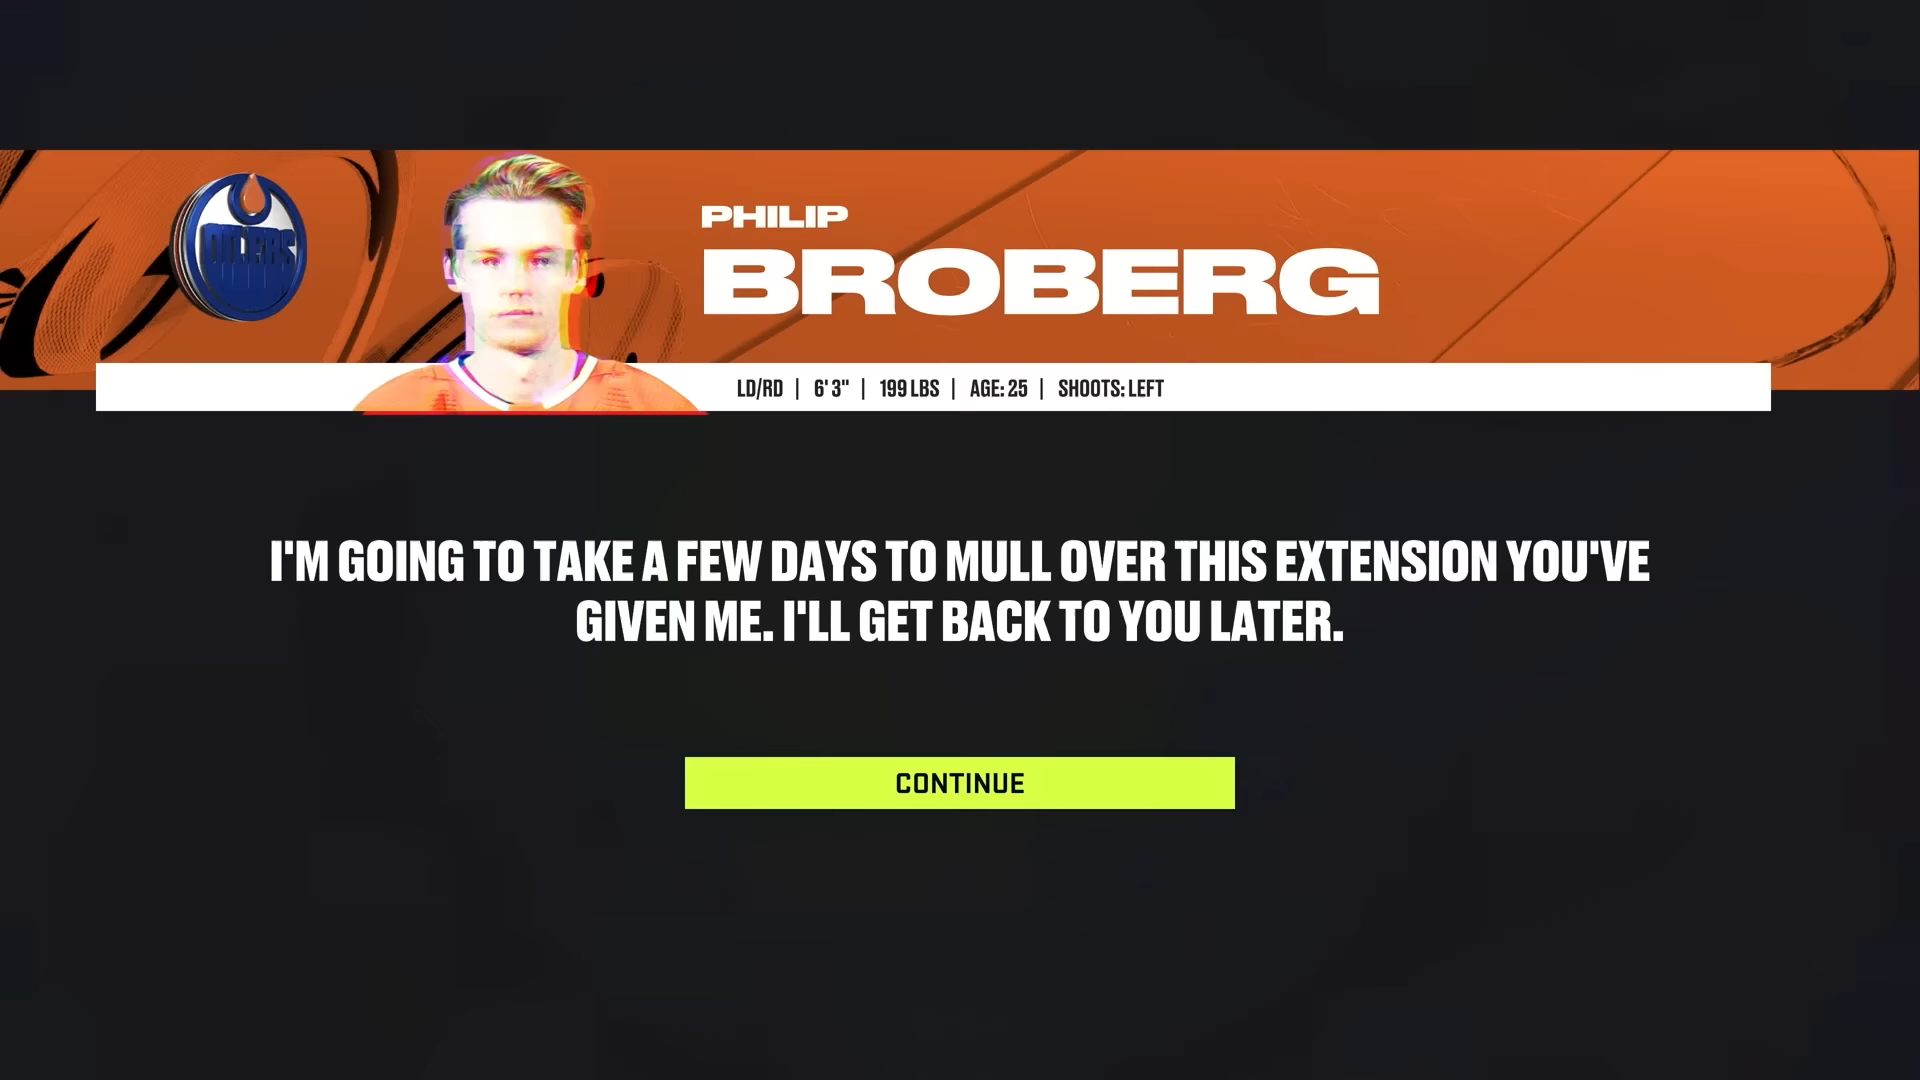 OILERS
PHILIP
BROBERG
LD/RD | 6'3" | 199 LBS | AGE: 25 | SHOOTS: LEFT
I'M GOING TO TAKE A FEW DAYS TO MULL OVER THIS EXTENSION YOU'VE
GIVEN ME. I'LL GET BACK TO YOU LATER.
CONTINUE